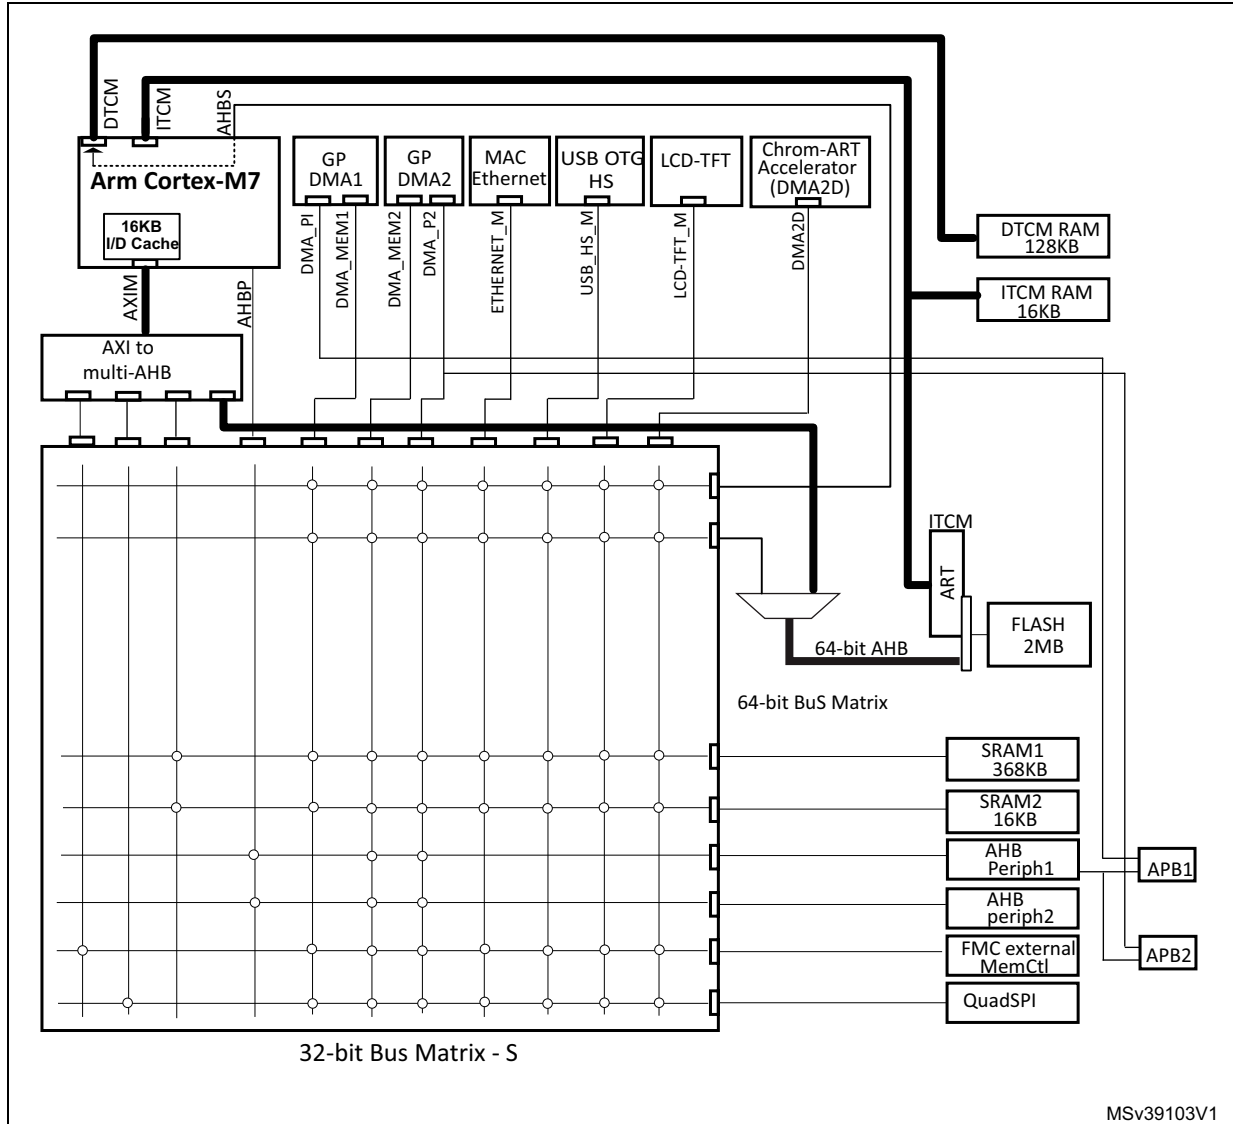 DTCM
ITCM
AHBS
Arm Cortex-M7
16KB
I/D Cache
AXIM
AHBP
GP
DMA1
GP
DMA2
MAC
Ethernet
USB OTG
HS
LCD-TFT
Chrom-ART
Accelerator
(DMA2D)
DMA_PI
DMA_MEM1
DMA_MEM2
DMA_P2
ETHERNET_M
USB_HS_M
LCD-TFT_M
DMA2D
DTCM RAM
128KB
ITCM RAM
16KB
AXI to
multi-AHB
ITCM
ART
FLASH
2MB
64-bit AHB
64-bit BuS Matrix
SRAM1
368KB
SRAM2
16KB
AHB
Periph1
APB1
AHB
periph2
FMC external
MemCtl
APB2
QuadSPI
32-bit Bus Matrix - S
MSv39103V1